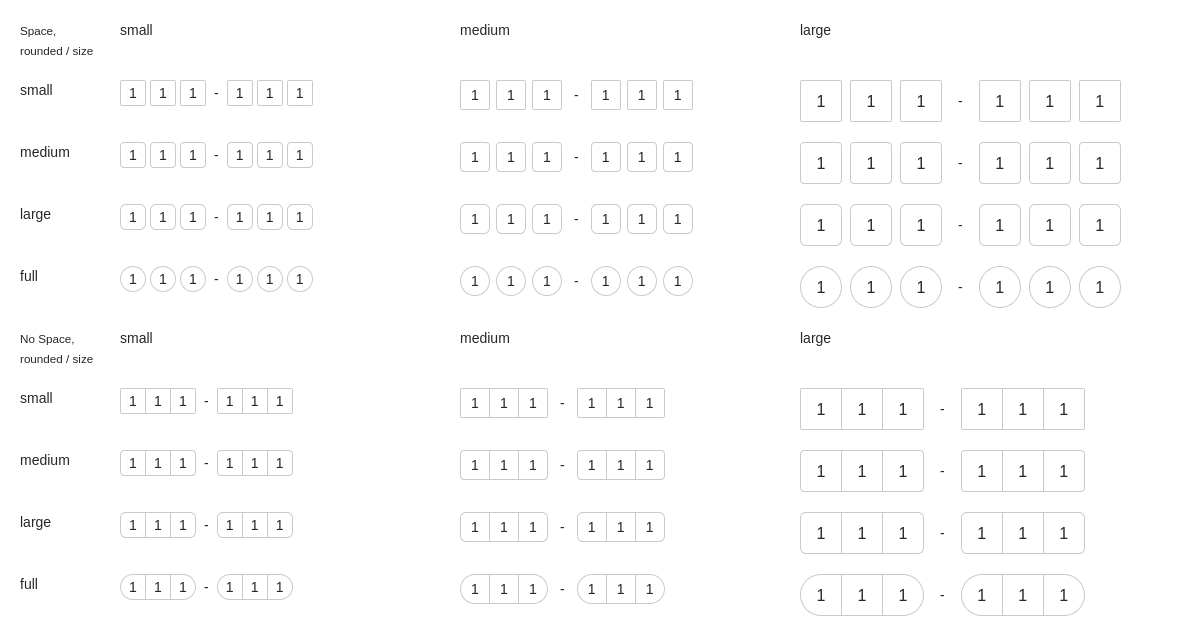 Space,
rounded / size small medium large
small 1 1 1 - 1 1 1 1 1 1 - 1 1 1 1 1 1 - 1 1 1
medium 1 1 1 - 1 1 1 1 1 1 - 1 1 1 1 1 1 - 1 1 1
large 1 1 1 - 1 1 1 1 1 1 - 1 1 1 1 1 1 - 1 1 1
full 1 1 1 - 1 1 1 1 1 1 - 1 1 1 1 1 1 - 1 1 1
No Space,
rounded / size small medium large
small 1 1 1 - 1 1 1 1 1 1 - 1 1 1 1 1 1 - 1 1 1
medium 1 1 1 - 1 1 1 1 1 1 - 1 1 1 1 1 1 - 1 1 1
large 1 1 1 - 1 1 1 1 1 1 - 1 1 1 1 1 1 - 1 1 1
full 1 1 1 - 1 1 1 1 1 1 - 1 1 1 1 1 1 - 1 1 1